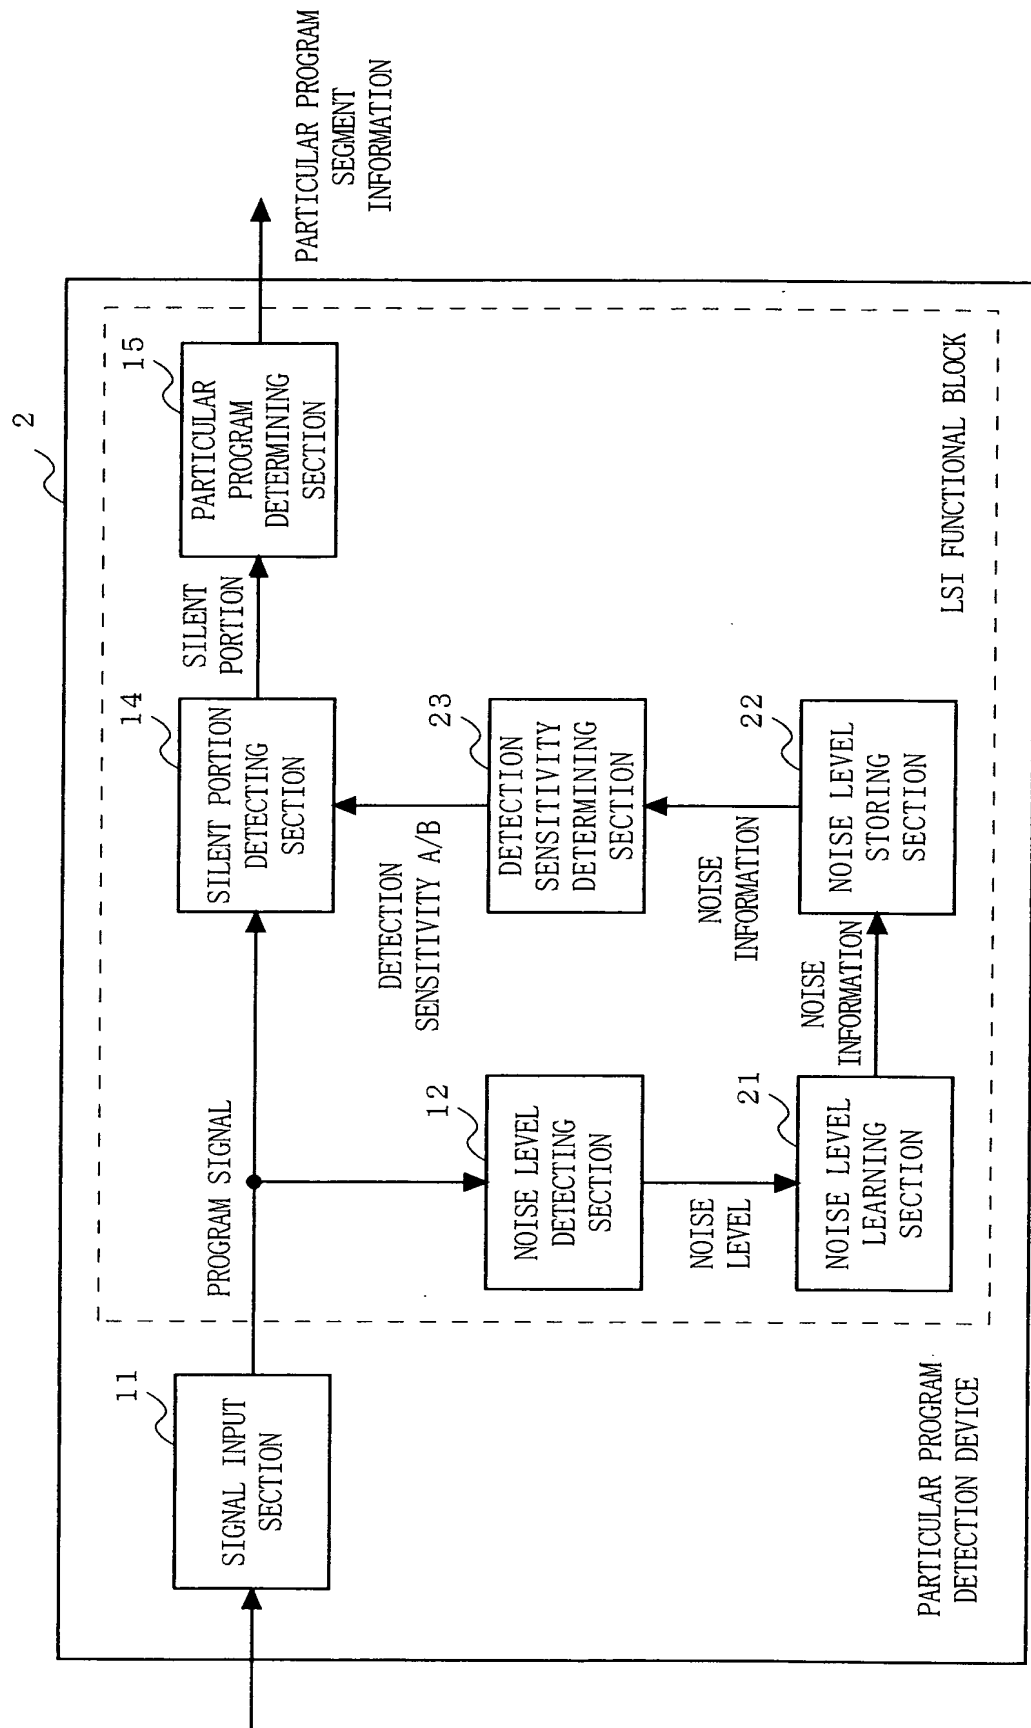 2
11
SIGNAL INPUT
SECTION
PROGRAM SIGNAL
14
SILENT PORTION
DETECTING
SECTION
SILENT
PORTION
15
PARTICULAR
PROGRAM
DETERMINING
SECTION
PARTICULAR PROGRAM
SEGMENT
INFORMATION
DETECTION
SENSITIVITY A/B
12
NOISE LEVEL
DETECTING
SECTION
23
DETECTION
SENSITIVITY
DETERMINING
SECTION
NOISE
LEVEL
NOISE
INFORMATION
21
NOISE LEVEL
LEARNING
SECTION
NOISE
INFORMATION
22
NOISE LEVEL
STORING
SECTION
LSI FUNCTIONAL BLOCK
PARTICULAR PROGRAM
DETECTION DEVICE